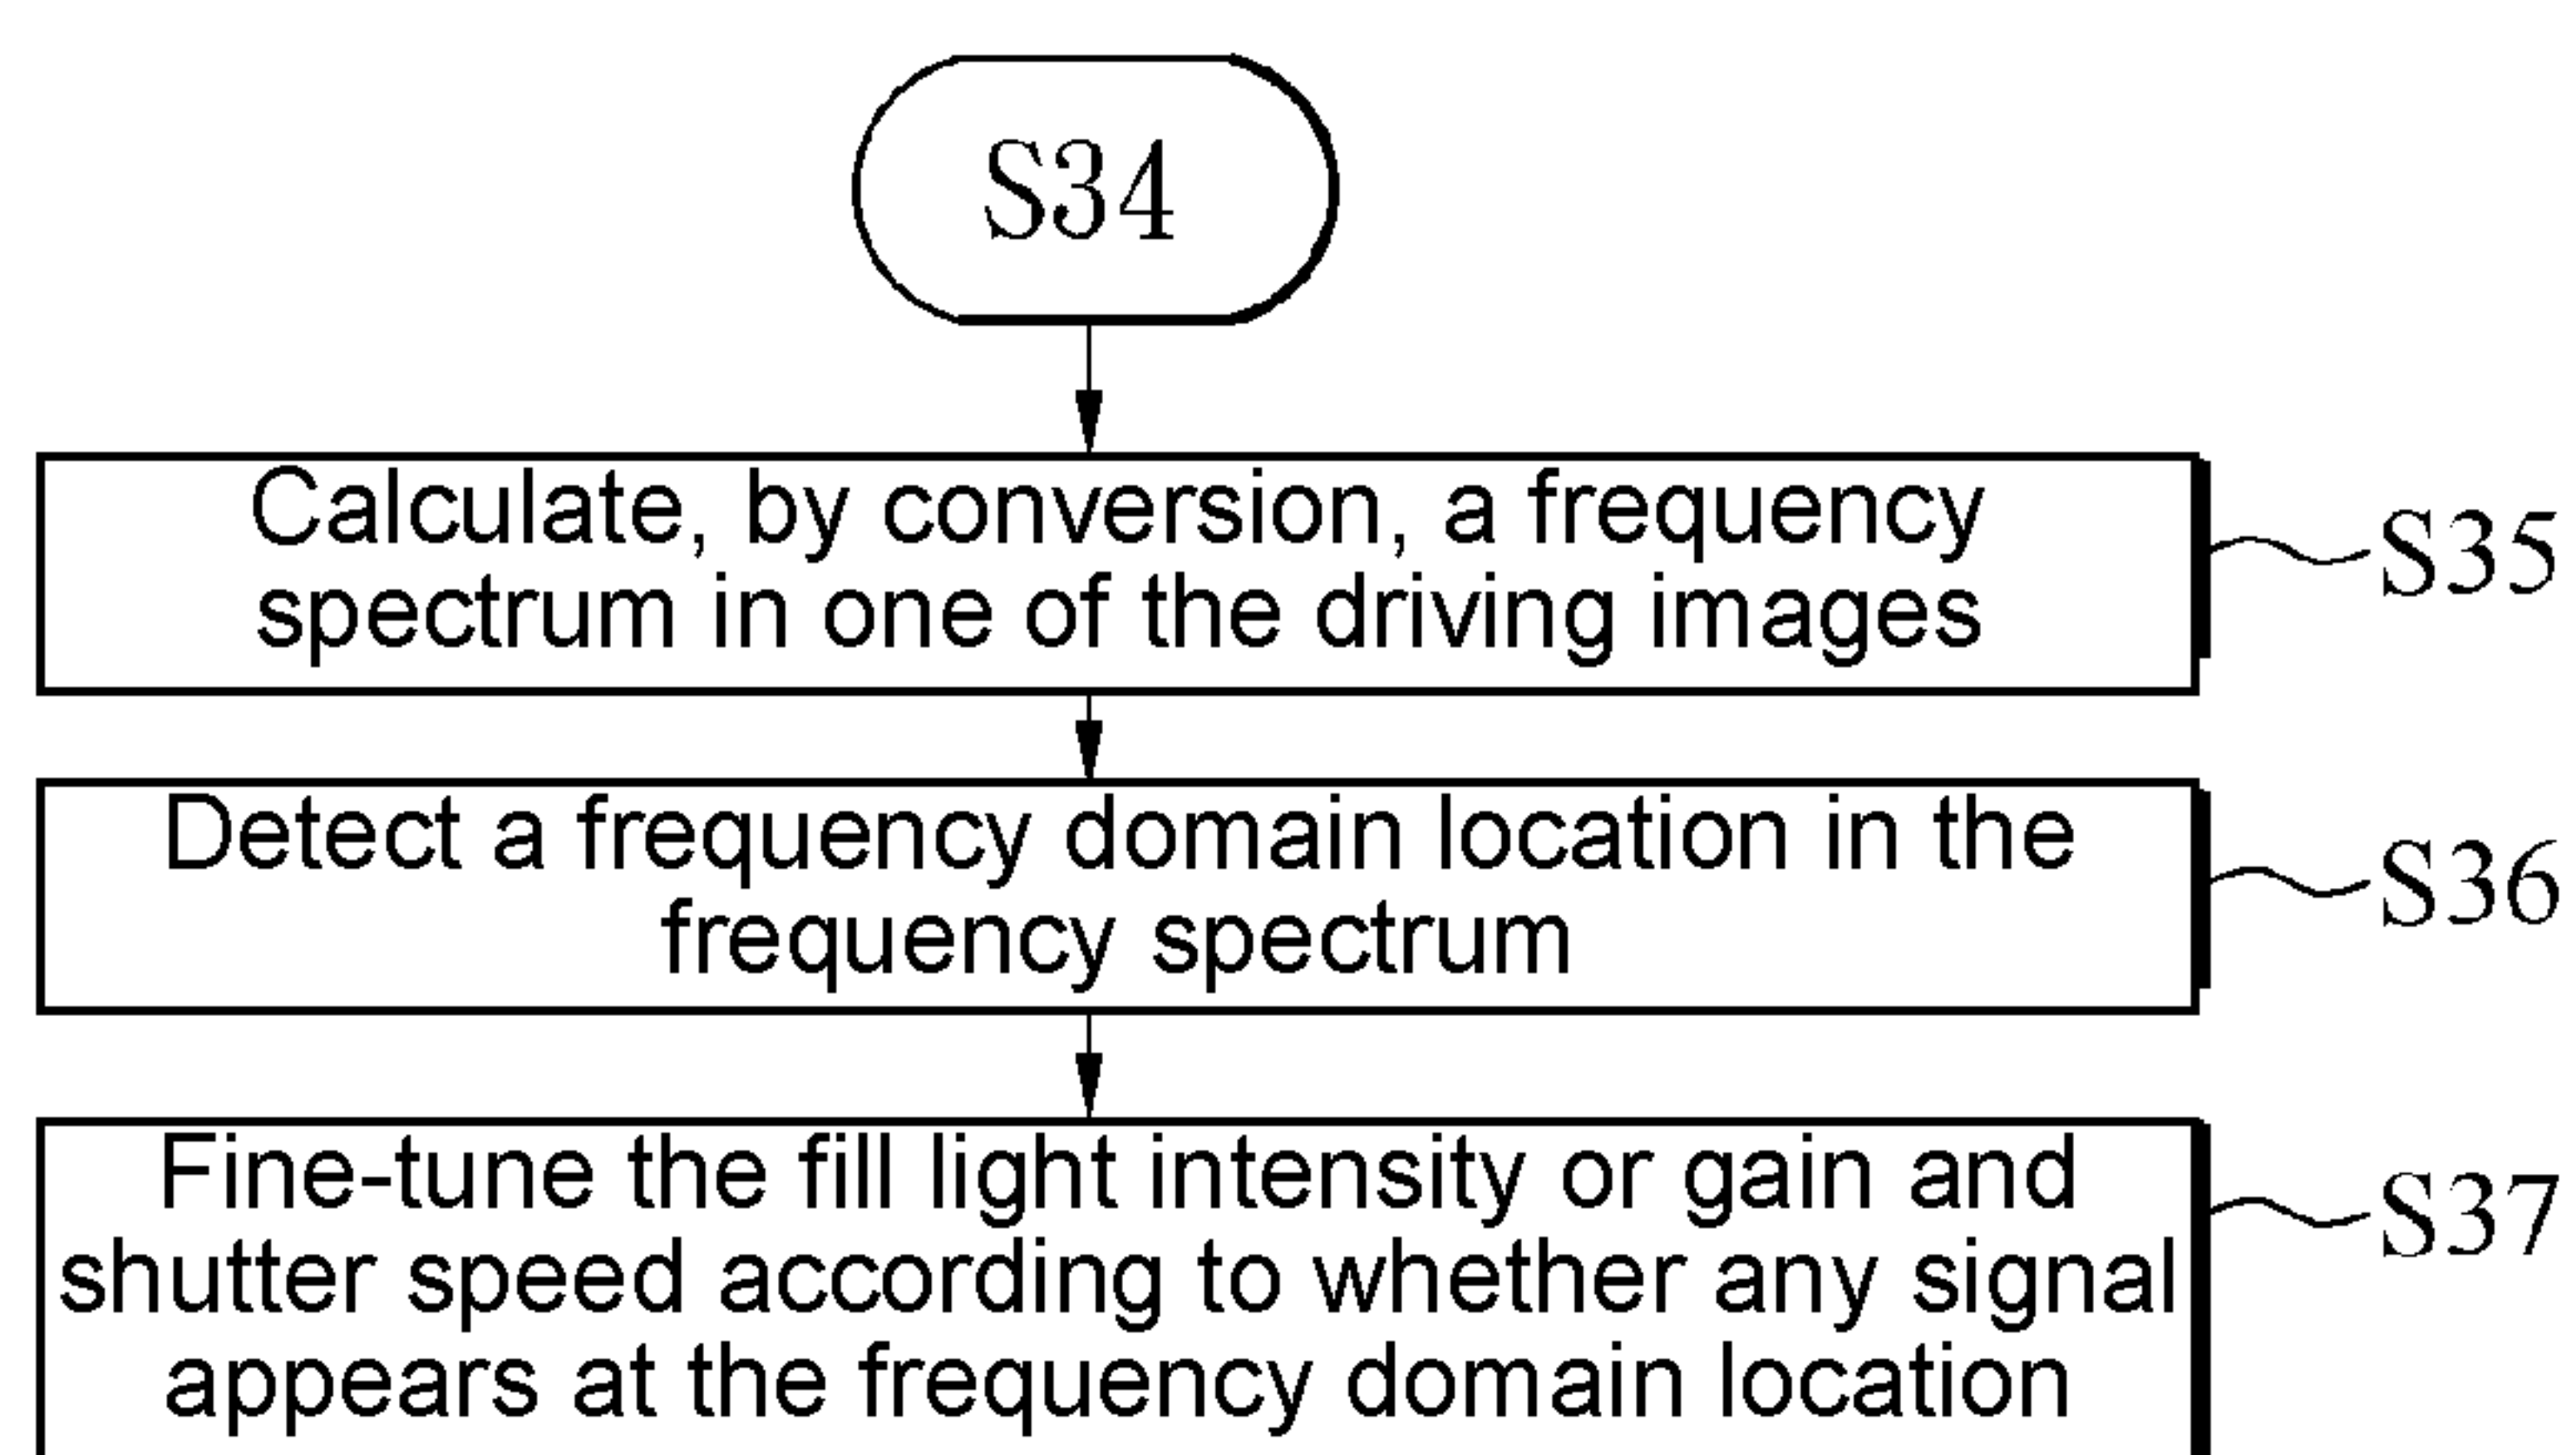 S34
Calculate, by conversion, a frequency
spectrum in one of the driving images
S35
Detect a frequency domain location in the
frequency spectrum
S36
Fine-tune the fill light intensity or gain and
shutter speed according to whether any signal
appears at the frequency domain location
S37